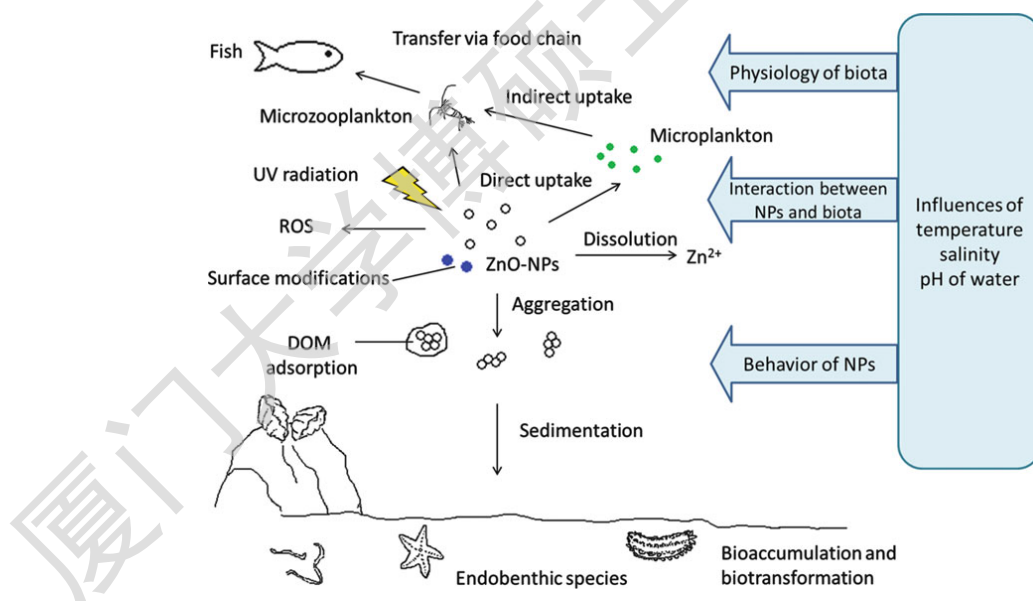 Transfer via food chain
Fish
Physiology of biota
Indirect uptake
Microzooplankton
Microplankton
UV radiation
Direct uptake
Interaction between
NPs and biota
Influences of
temperature
salinity
pH of water
ROS
Dissolution
Zn²⁺
ZnO-NPs
Surface modifications
Aggregation
DOM
adsorption
Behavior of NPs
Sedimentation
Bioaccumulation and
biotransformation
Endobenthic species
厦门大学博硕士